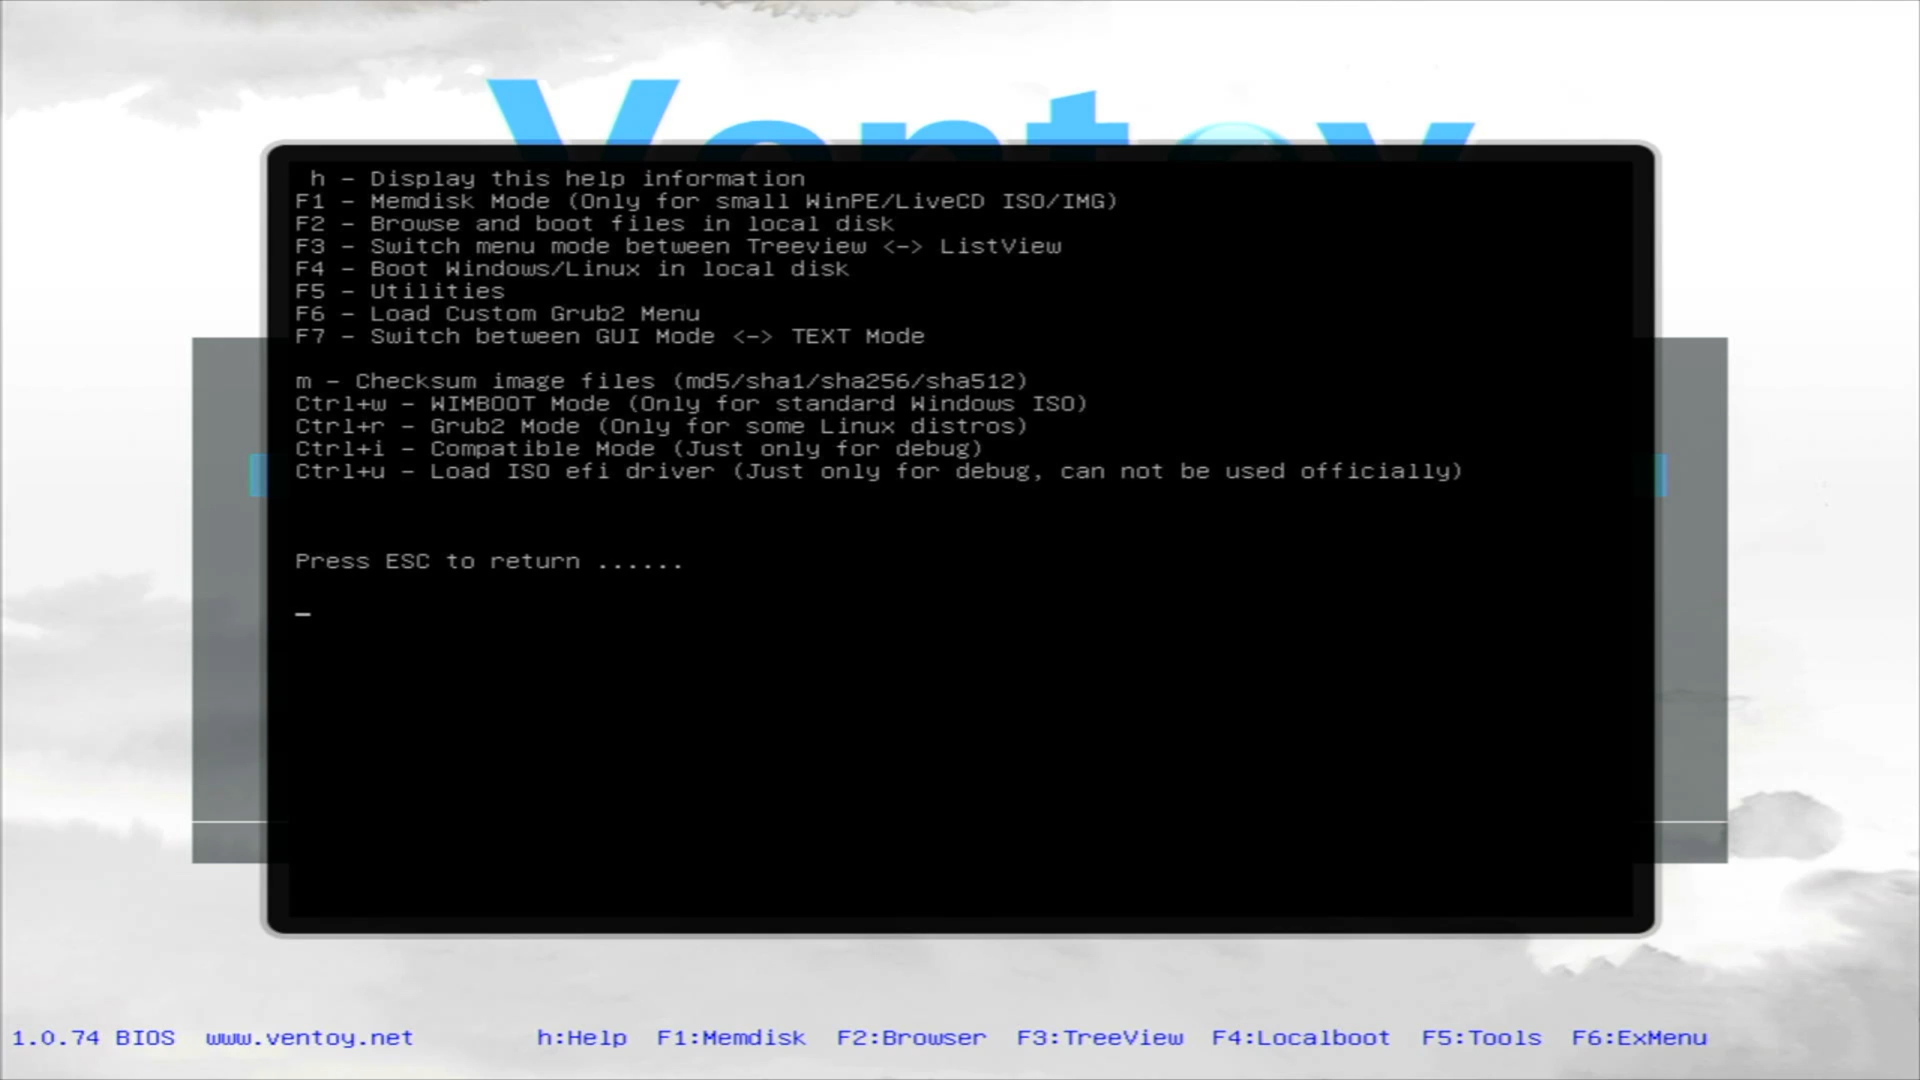 Ventoy
h - Display this help information
F1 - Memdisk Mode (Only for small WinPE/LiveCD ISO/IMG)
F2 - Browse and boot files in local disk
F3 - Switch menu mode between Treeview <-> ListView
F4 - Boot Windows/Linux in local disk
F5 - Utilities
F6 - Load Custom Grub2 Menu
F7 - Switch between GUI Mode <-> TEXT Mode
m - Checksum image files (md5/sha1/sha256/sha512)
Ctrl+w - WIMBOOT Mode (Only for standard Windows ISO)
Ctrl+r - Grub2 Mode (Only for some Linux distros)
Ctrl+i - Compatible Mode (Just only for debug)
Ctrl+u - Load ISO efi driver (Just only for debug, can not be used officially)
Press ESC to return ......
1.0.74 BIOS www.ventoy.net h:Help F1:Memdisk F2:Browser F3:TreeView F4:Localboot F5:Tools F6:ExMenu